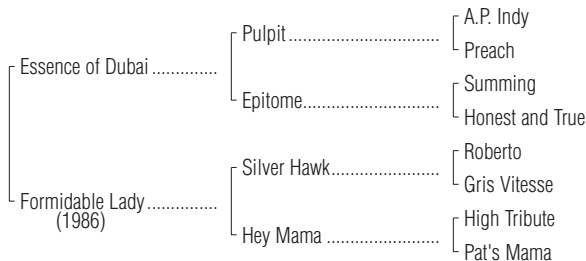 A.P. Indy
Pulpit
Preach
Essence of Dubai
Summing
Epitome
Honest and True
Roberto
Silver Hawk
Gris Vitesse
Formidable Lady
(1986)
High Tribute
Hey Mama
Pat's Mama